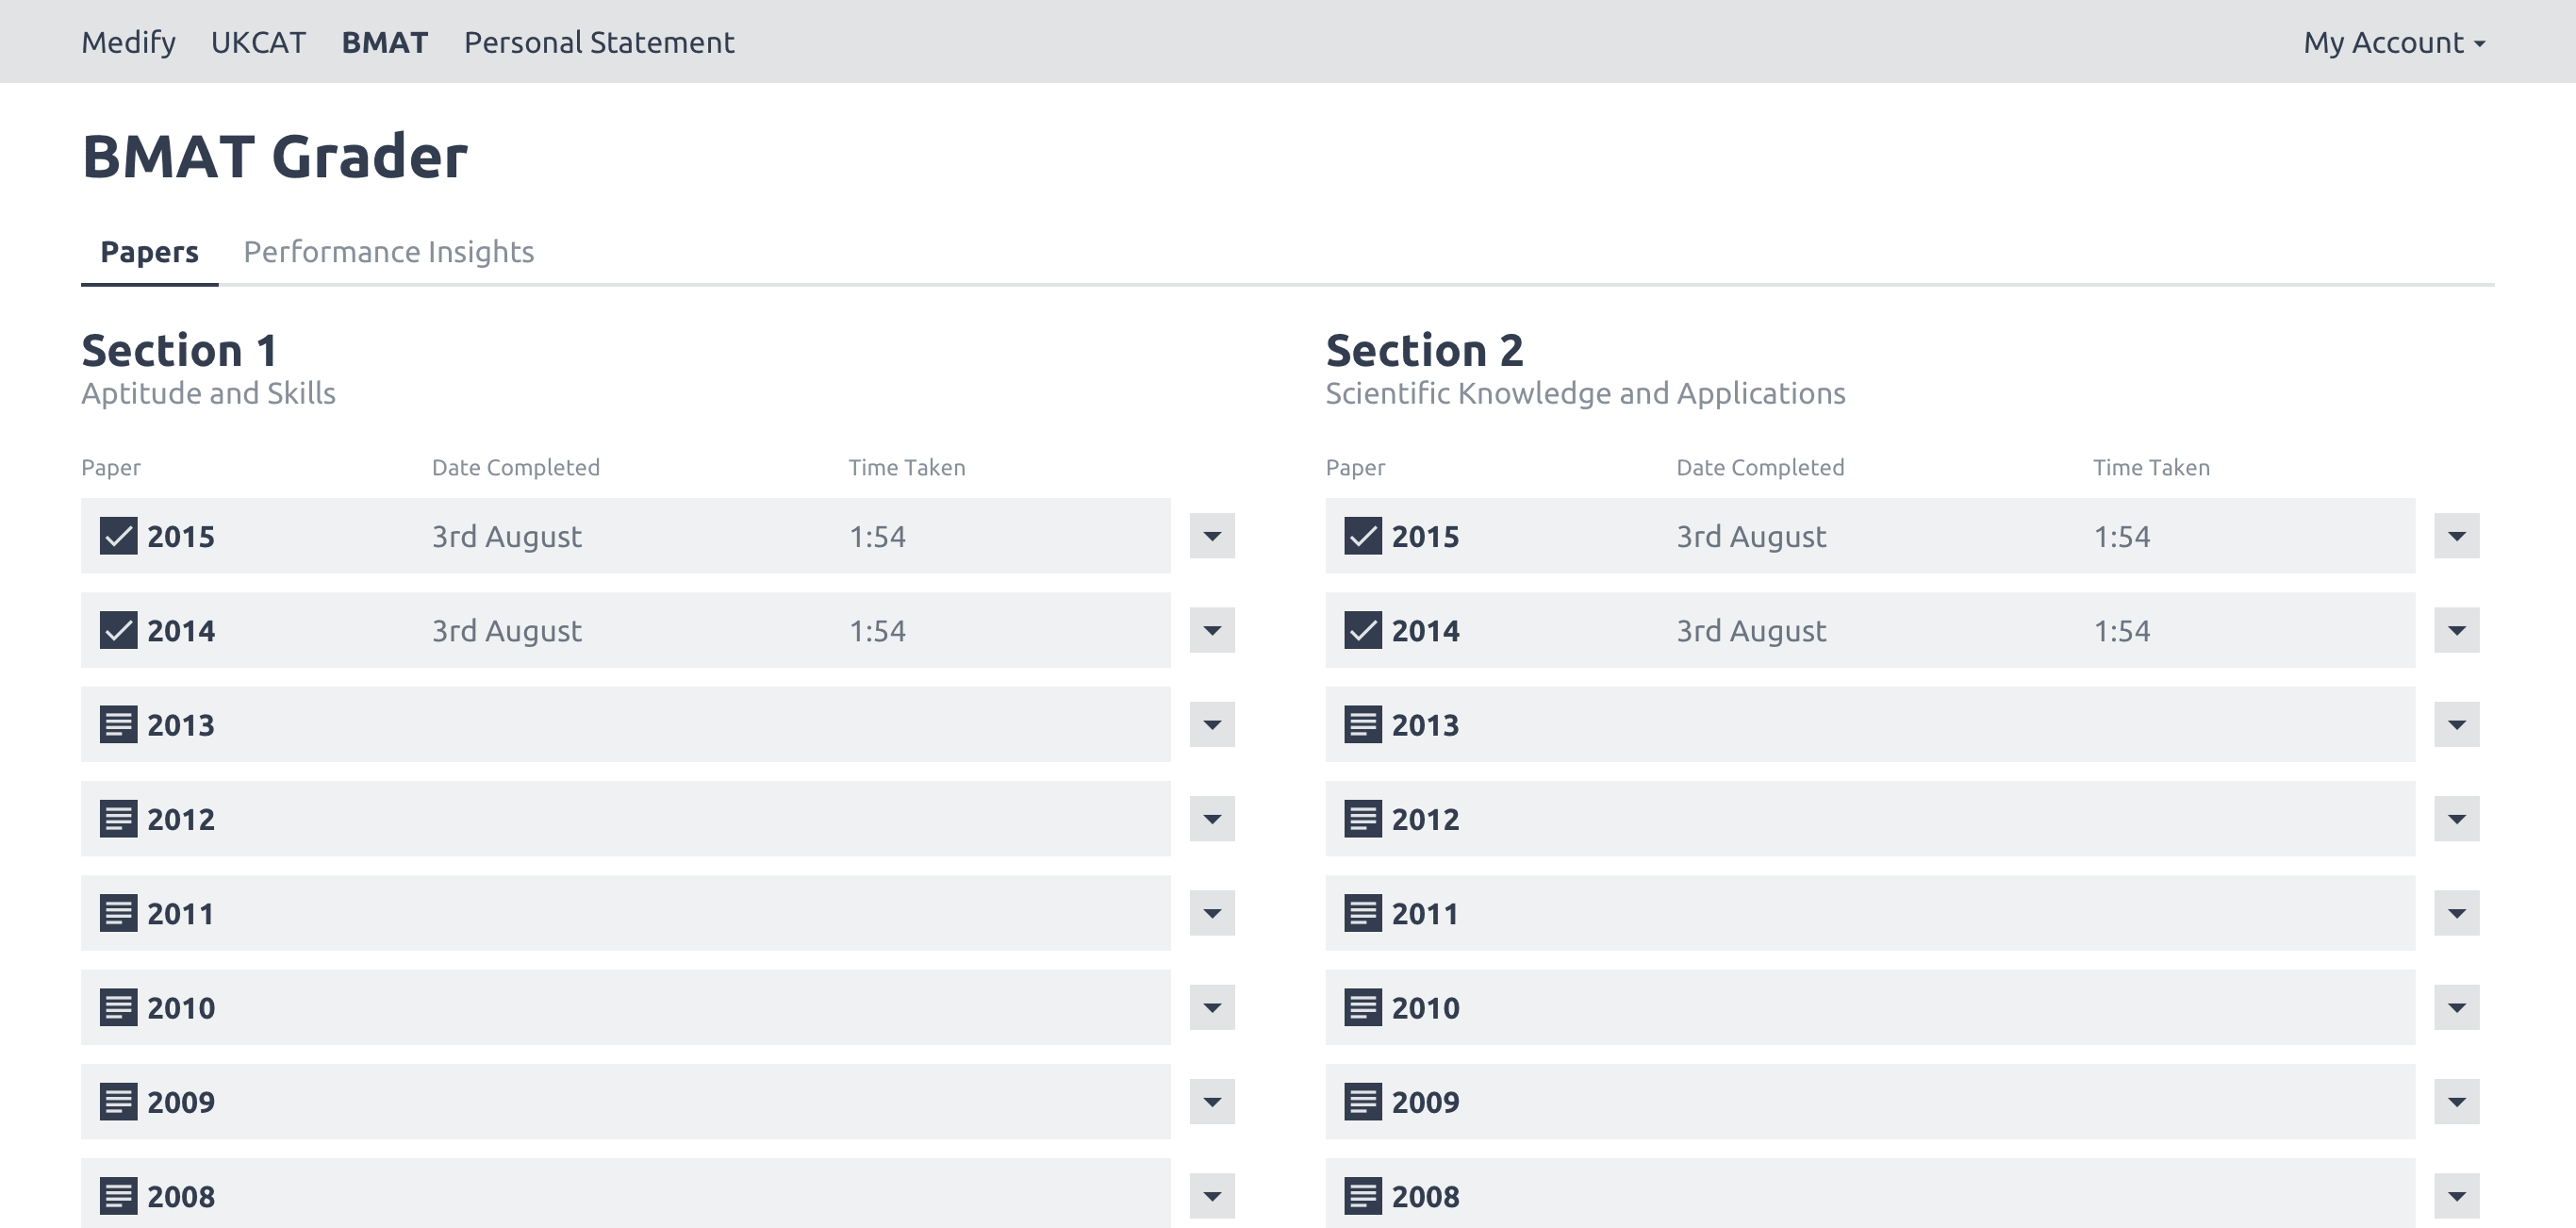 Medify UKCAT BMAT Personal Statement My Account
BMAT Grader
Papers Performance Insights
Section 1
Aptitude and Skills
Paper Date Completed Time Taken
2015 3rd August 1:54
2014 3rd August 1:54
2013
2012
2011
2010
2009
2008
Section 2
Scientific Knowledge and Applications
Paper Date Completed Time Taken
2015 3rd August 1:54
2014 3rd August 1:54
2013
2012
2011
2010
2009
2008